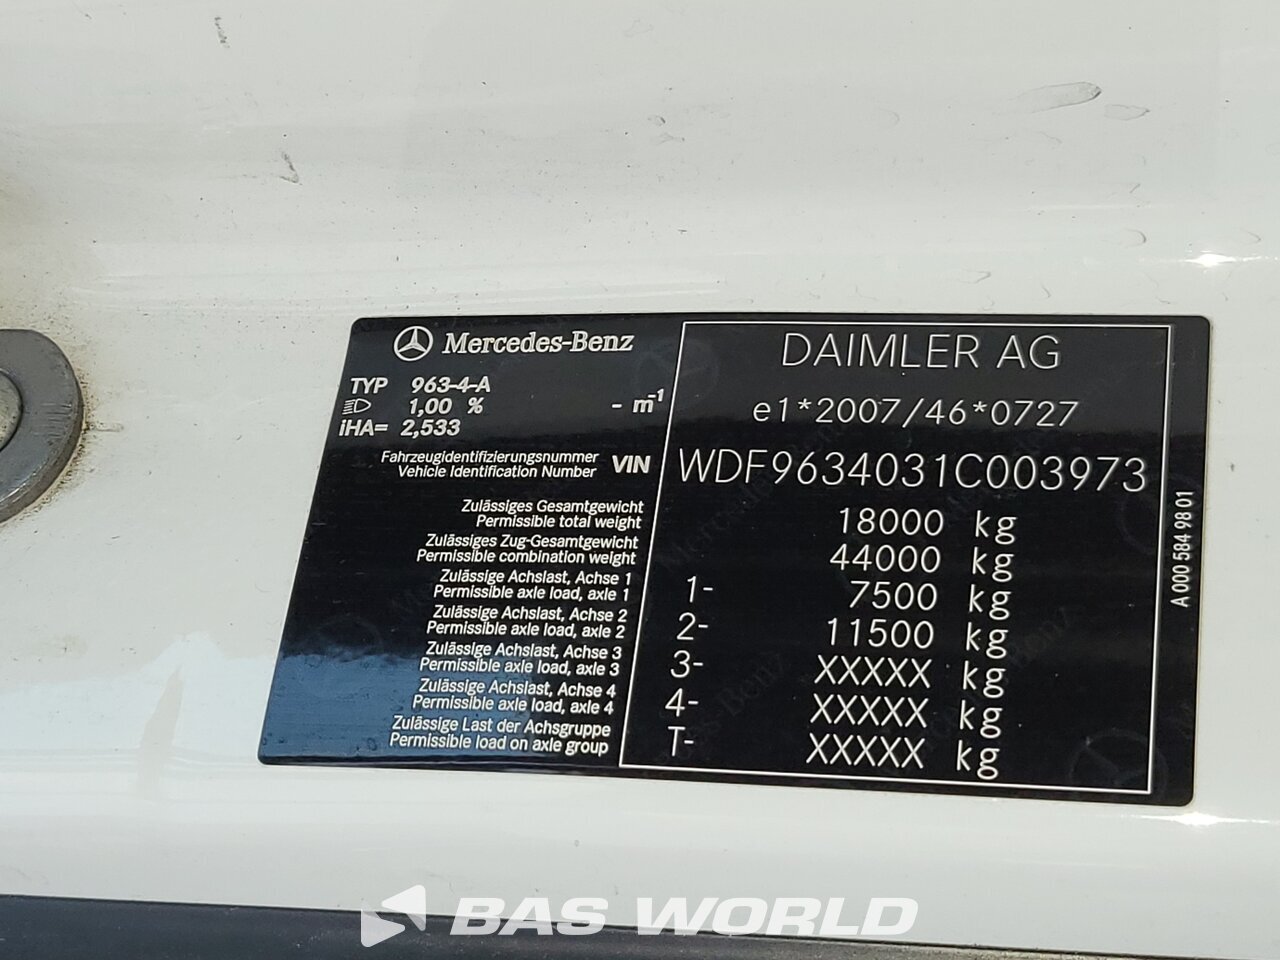 Mercedes-Benz
TYP 963-4-A
1,00 % - m⁻¹
iHA= 2,533
DAIMLER AG
e1*2007/46*0727
Fahrzeugidentifizierungsnummer
Vehicle Identification Number VIN WDF9634031C003973
Zulässiges Gesamtgewicht
Permissible total weight 18000 kg
Zulässiges Zug-Gesamtgewicht
Permissible combination weight 44000 kg
Zulässige Achslast, Achse 1
Permissible axle load, axle 1 1- 7500 kg
Zulässige Achslast, Achse 2
Permissible axle load, axle 2 2- 11500 kg
Zulässige Achslast, Achse 3
Permissible axle load, axle 3 3- XXXXX kg
Zulässige Achslast, Achse 4
Permissible axle load, axle 4 4- XXXXX kg
Zulässige Last der Achsgruppe
Permissible load on axle group T- XXXXX kg
A 000 584 98 01
BAS WORLD